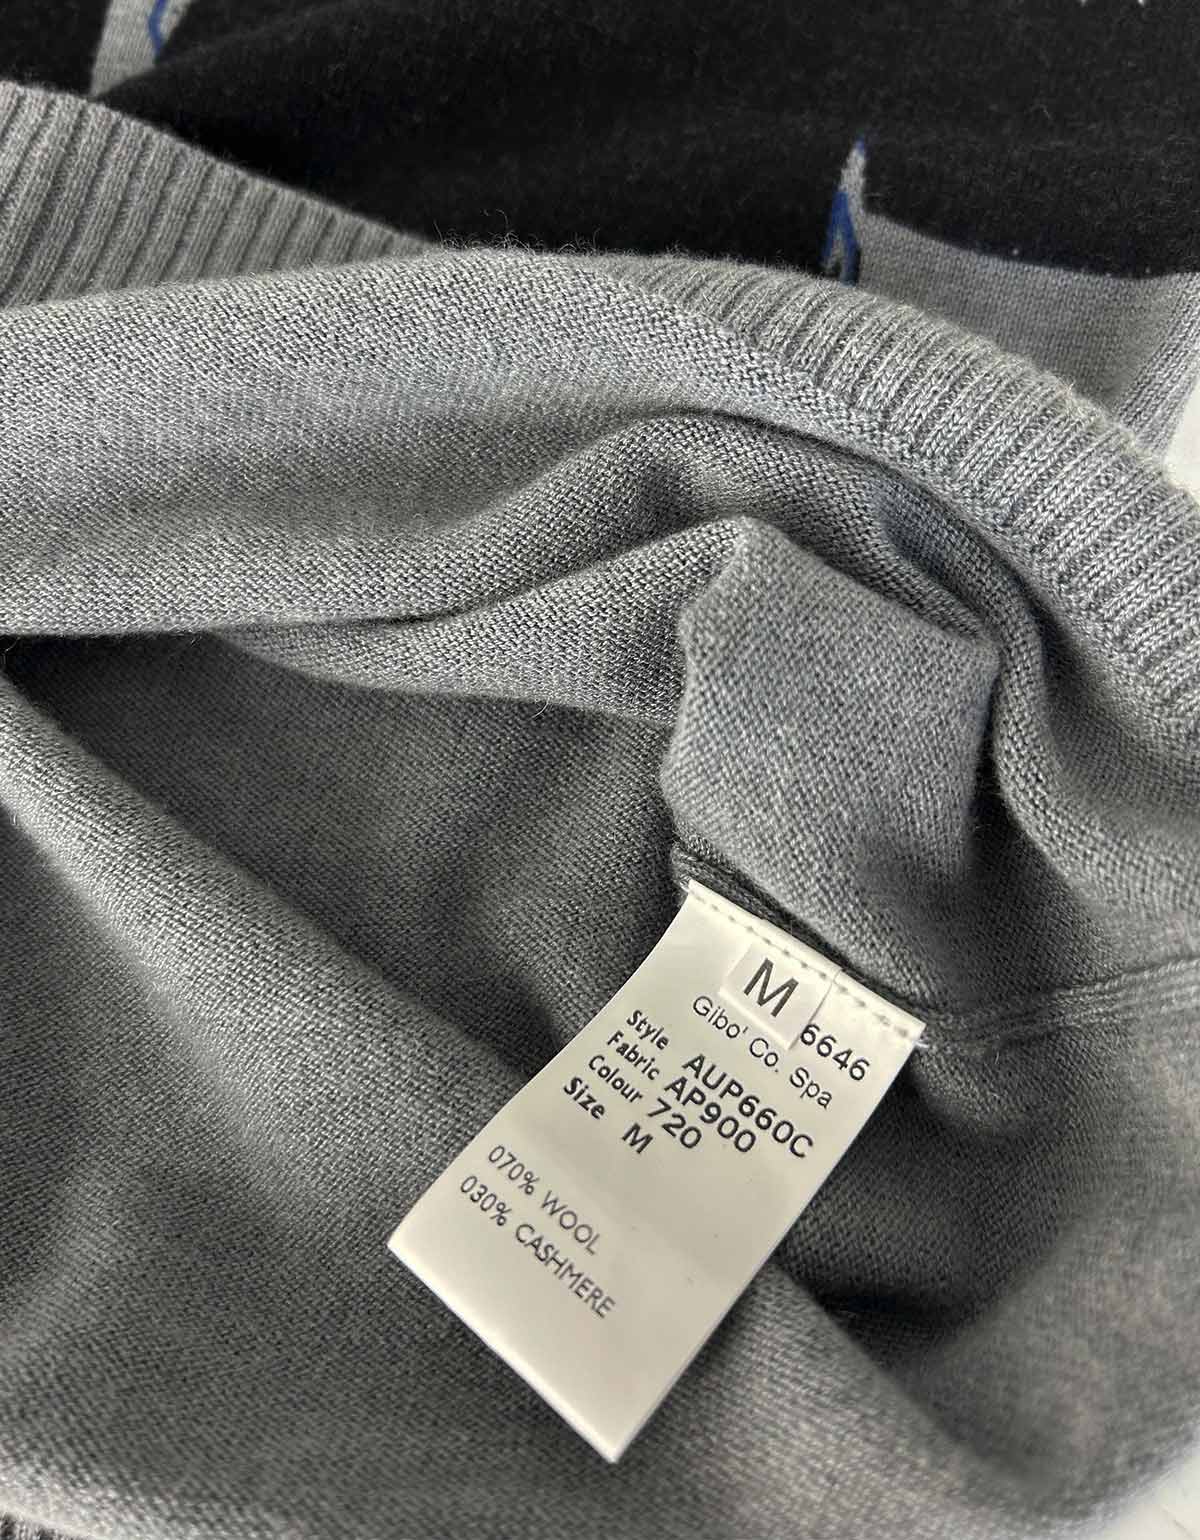 M
6646
Gibo' Co. Spa
Style AUP660C
Fabric AP900
Colour 720
Size M
070% WOOL
030% CASHMERE